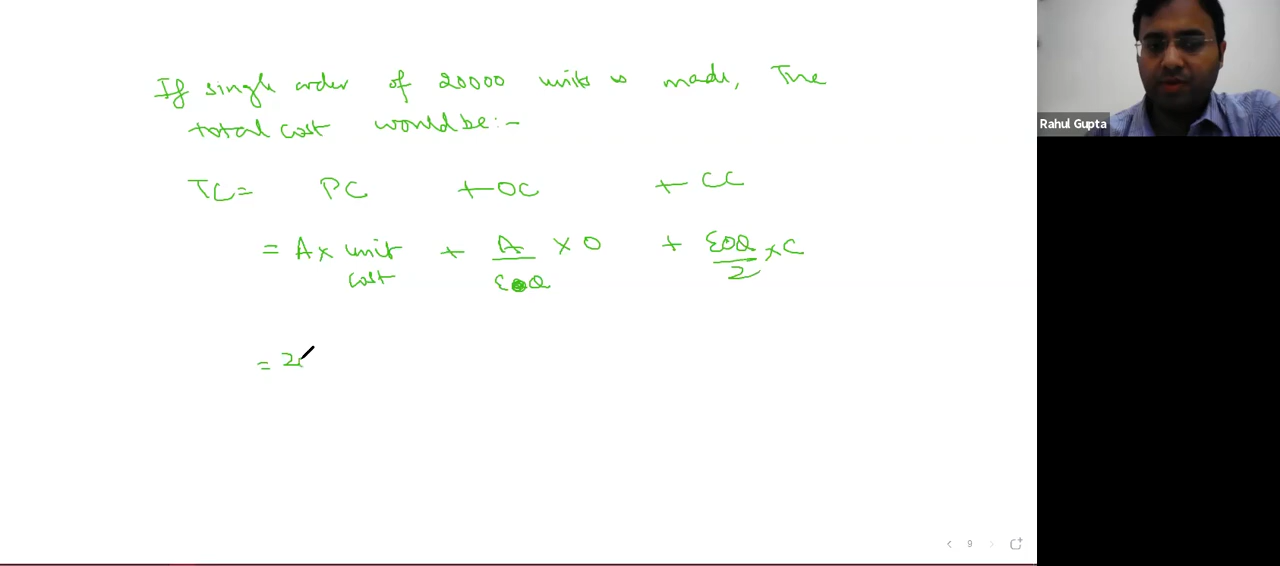 If single order of 20000 units is made, The
total cost would be:-
Rahul Gupta
TC= PC + OC + CC
= A x unit cost + A/EOQ x O + EOQ/2 x C
= 20
9